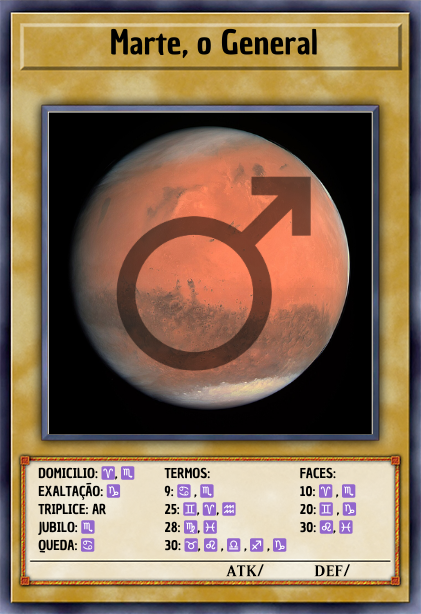 Marte, o General
DOMICILIO: ♈, ♏
EXALTAÇÃO: ♑
TRIPLICE: AR
JUBILO: ♏
QUEDA: ♋
TERMOS:
9: ♋, ♏
25: ♊, ♈, ♒
28: ♍, ♓
30: ♉, ♌, ♎, ♐, ♑
FACES:
10: ♈, ♏
20: ♊, ♑
30: ♌, ♓
ATK/ DEF/